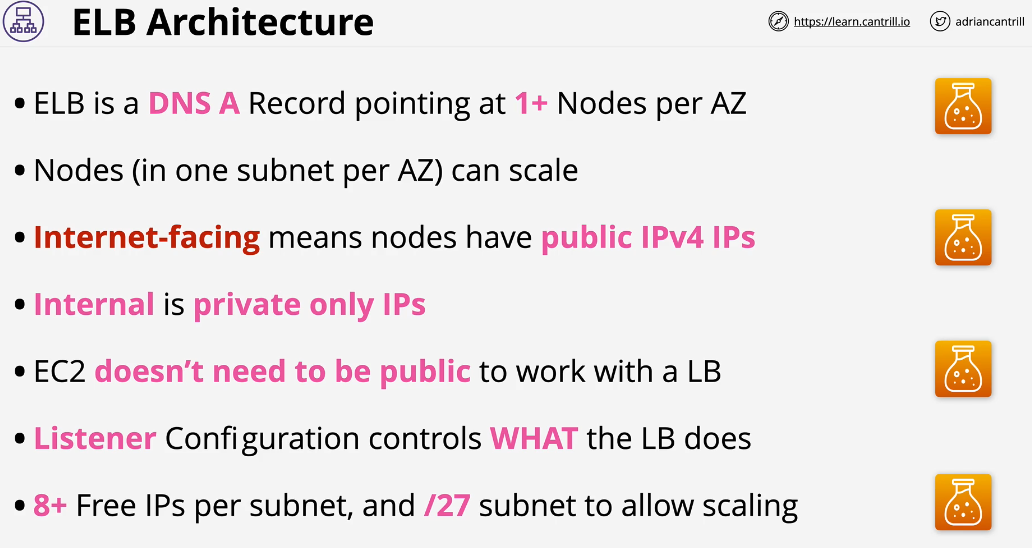 ELB Architecture
https://learn.cantrill.io
adriancantrill
• ELB is a DNS A Record pointing at 1+ Nodes per AZ
• Nodes (in one subnet per AZ) can scale
• Internet-facing means nodes have public IPv4 IPs
• Internal is private only IPs
• EC2 doesn't need to be public to work with a LB
• Listener Configuration controls WHAT the LB does
• 8+ Free IPs per subnet, and /27 subnet to allow scaling